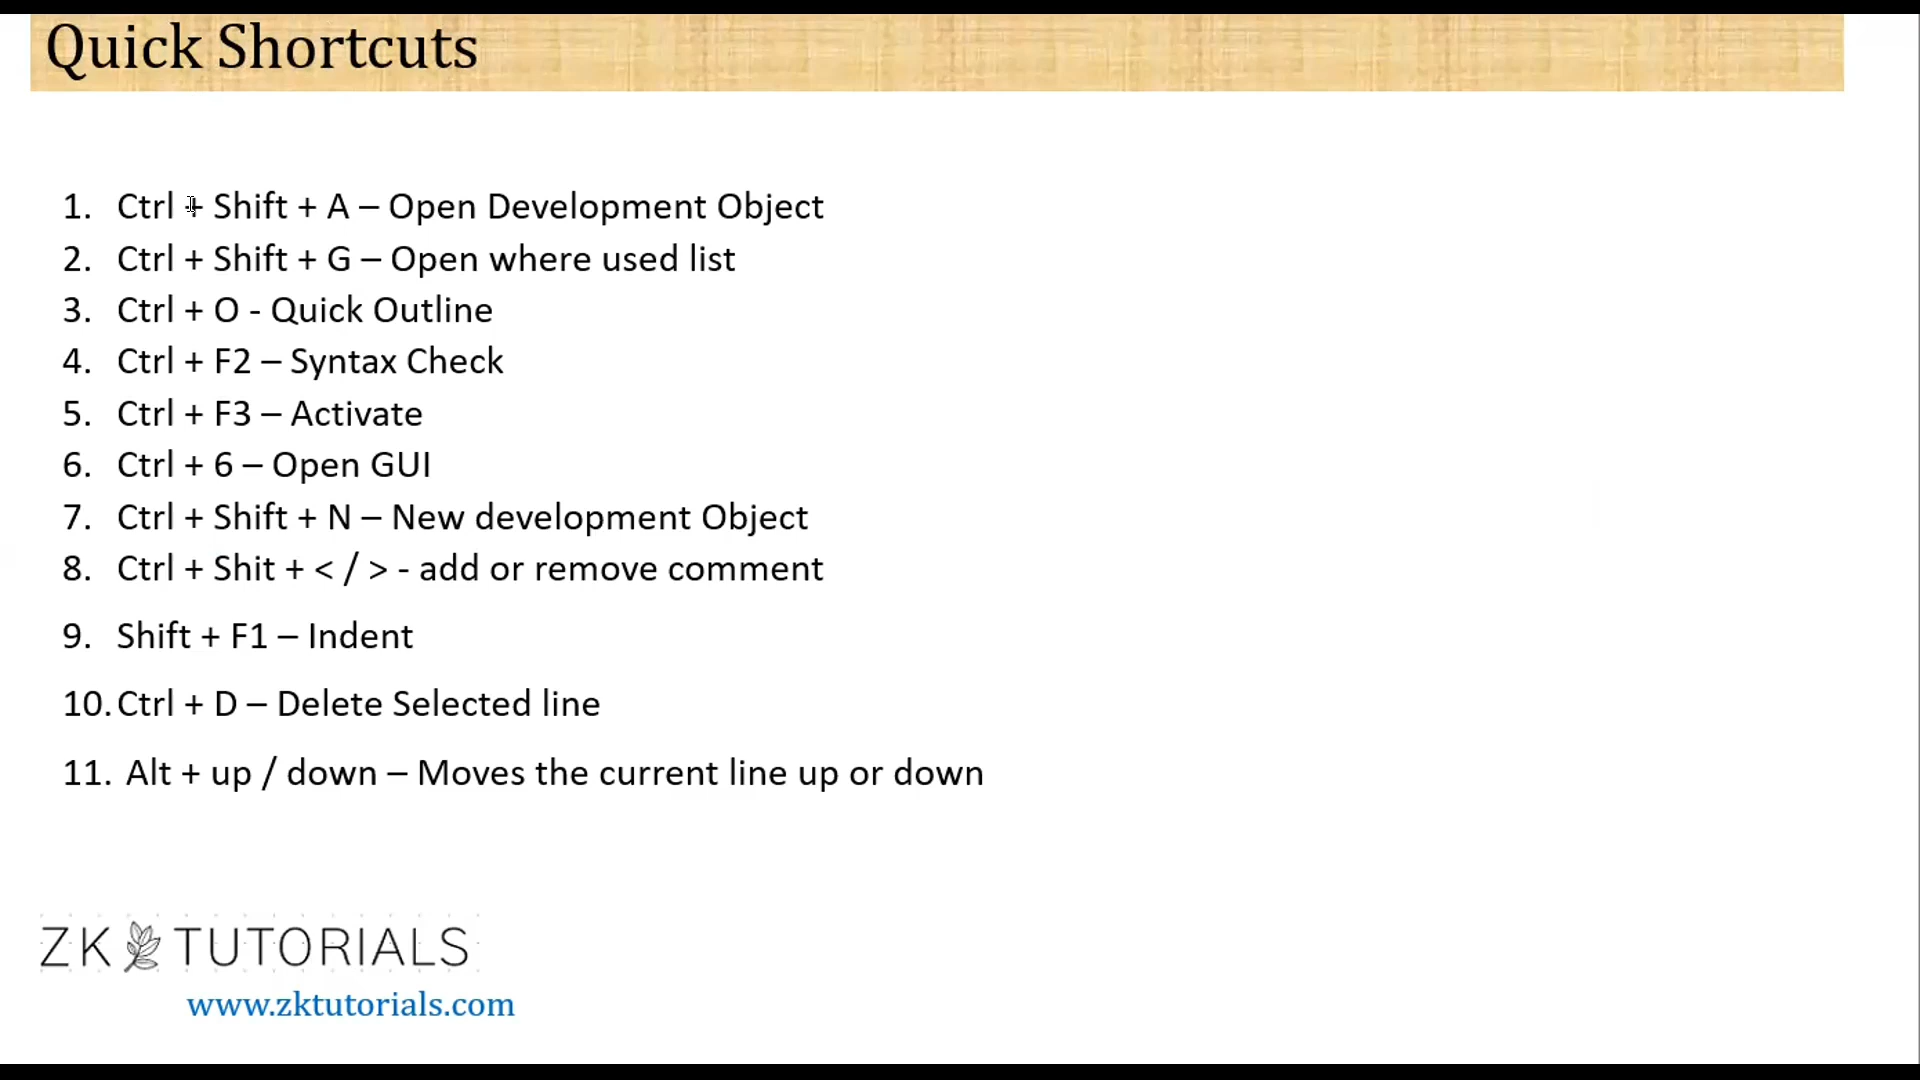 Quick Shortcuts
1. Ctrl + Shift + A – Open Development Object
2. Ctrl + Shift + G – Open where used list
3. Ctrl + O - Quick Outline
4. Ctrl + F2 – Syntax Check
5. Ctrl + F3 – Activate
6. Ctrl + 6 – Open GUI
7. Ctrl + Shift + N – New development Object
8. Ctrl + Shit + < / > - add or remove comment
9. Shift + F1 – Indent
10. Ctrl + D – Delete Selected line
11. Alt + up / down – Moves the current line up or down
ZK TUTORIALS
www.zktutorials.com